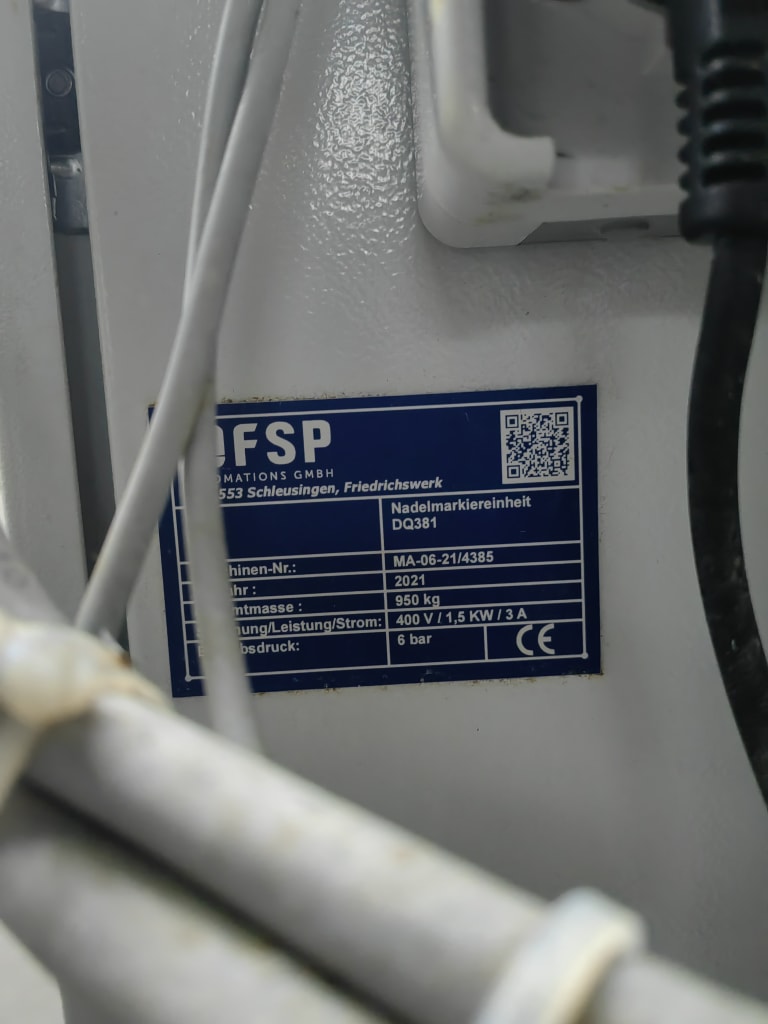 FSP
OMATIONS GMBH
553 Schleusingen, Friedrichswerk
Nadelmarkiereinheit
DQ381
hinen-Nr.: MA-06-21/4385
hr : 2021
mtmasse : 950 kg
nung/Leistung/Strom: 400 V / 1,5 KW / 3 A
bsdruck: 6 bar
CE